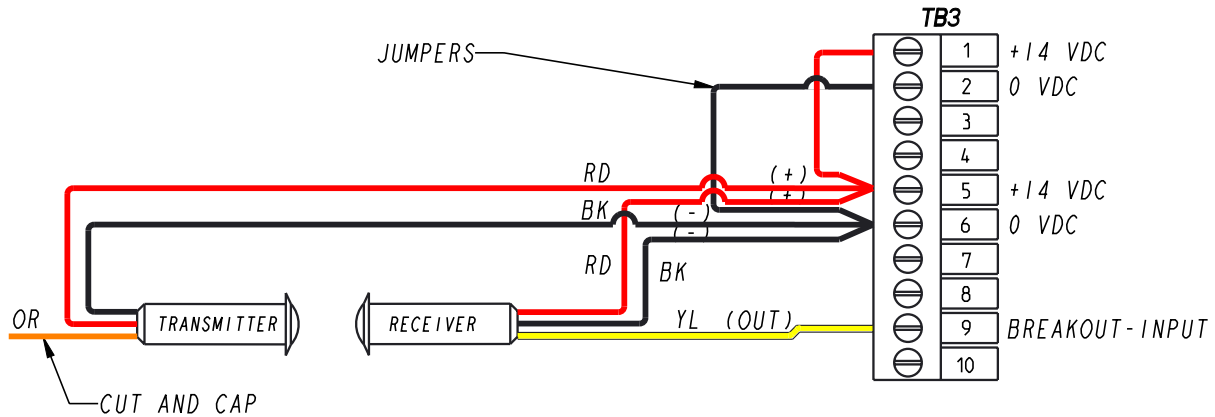 TB3
JUMPERS
1 +14 VDC
2 0 VDC
3
4
RD (+)
5 +14 VDC
(+)
BK (-)
6 0 VDC
(-)
RD BK
7
8
OR
TRANSMITTER
RECEIVER
YL (OUT)
9 BREAKOUT-INPUT
10
CUT AND CAP